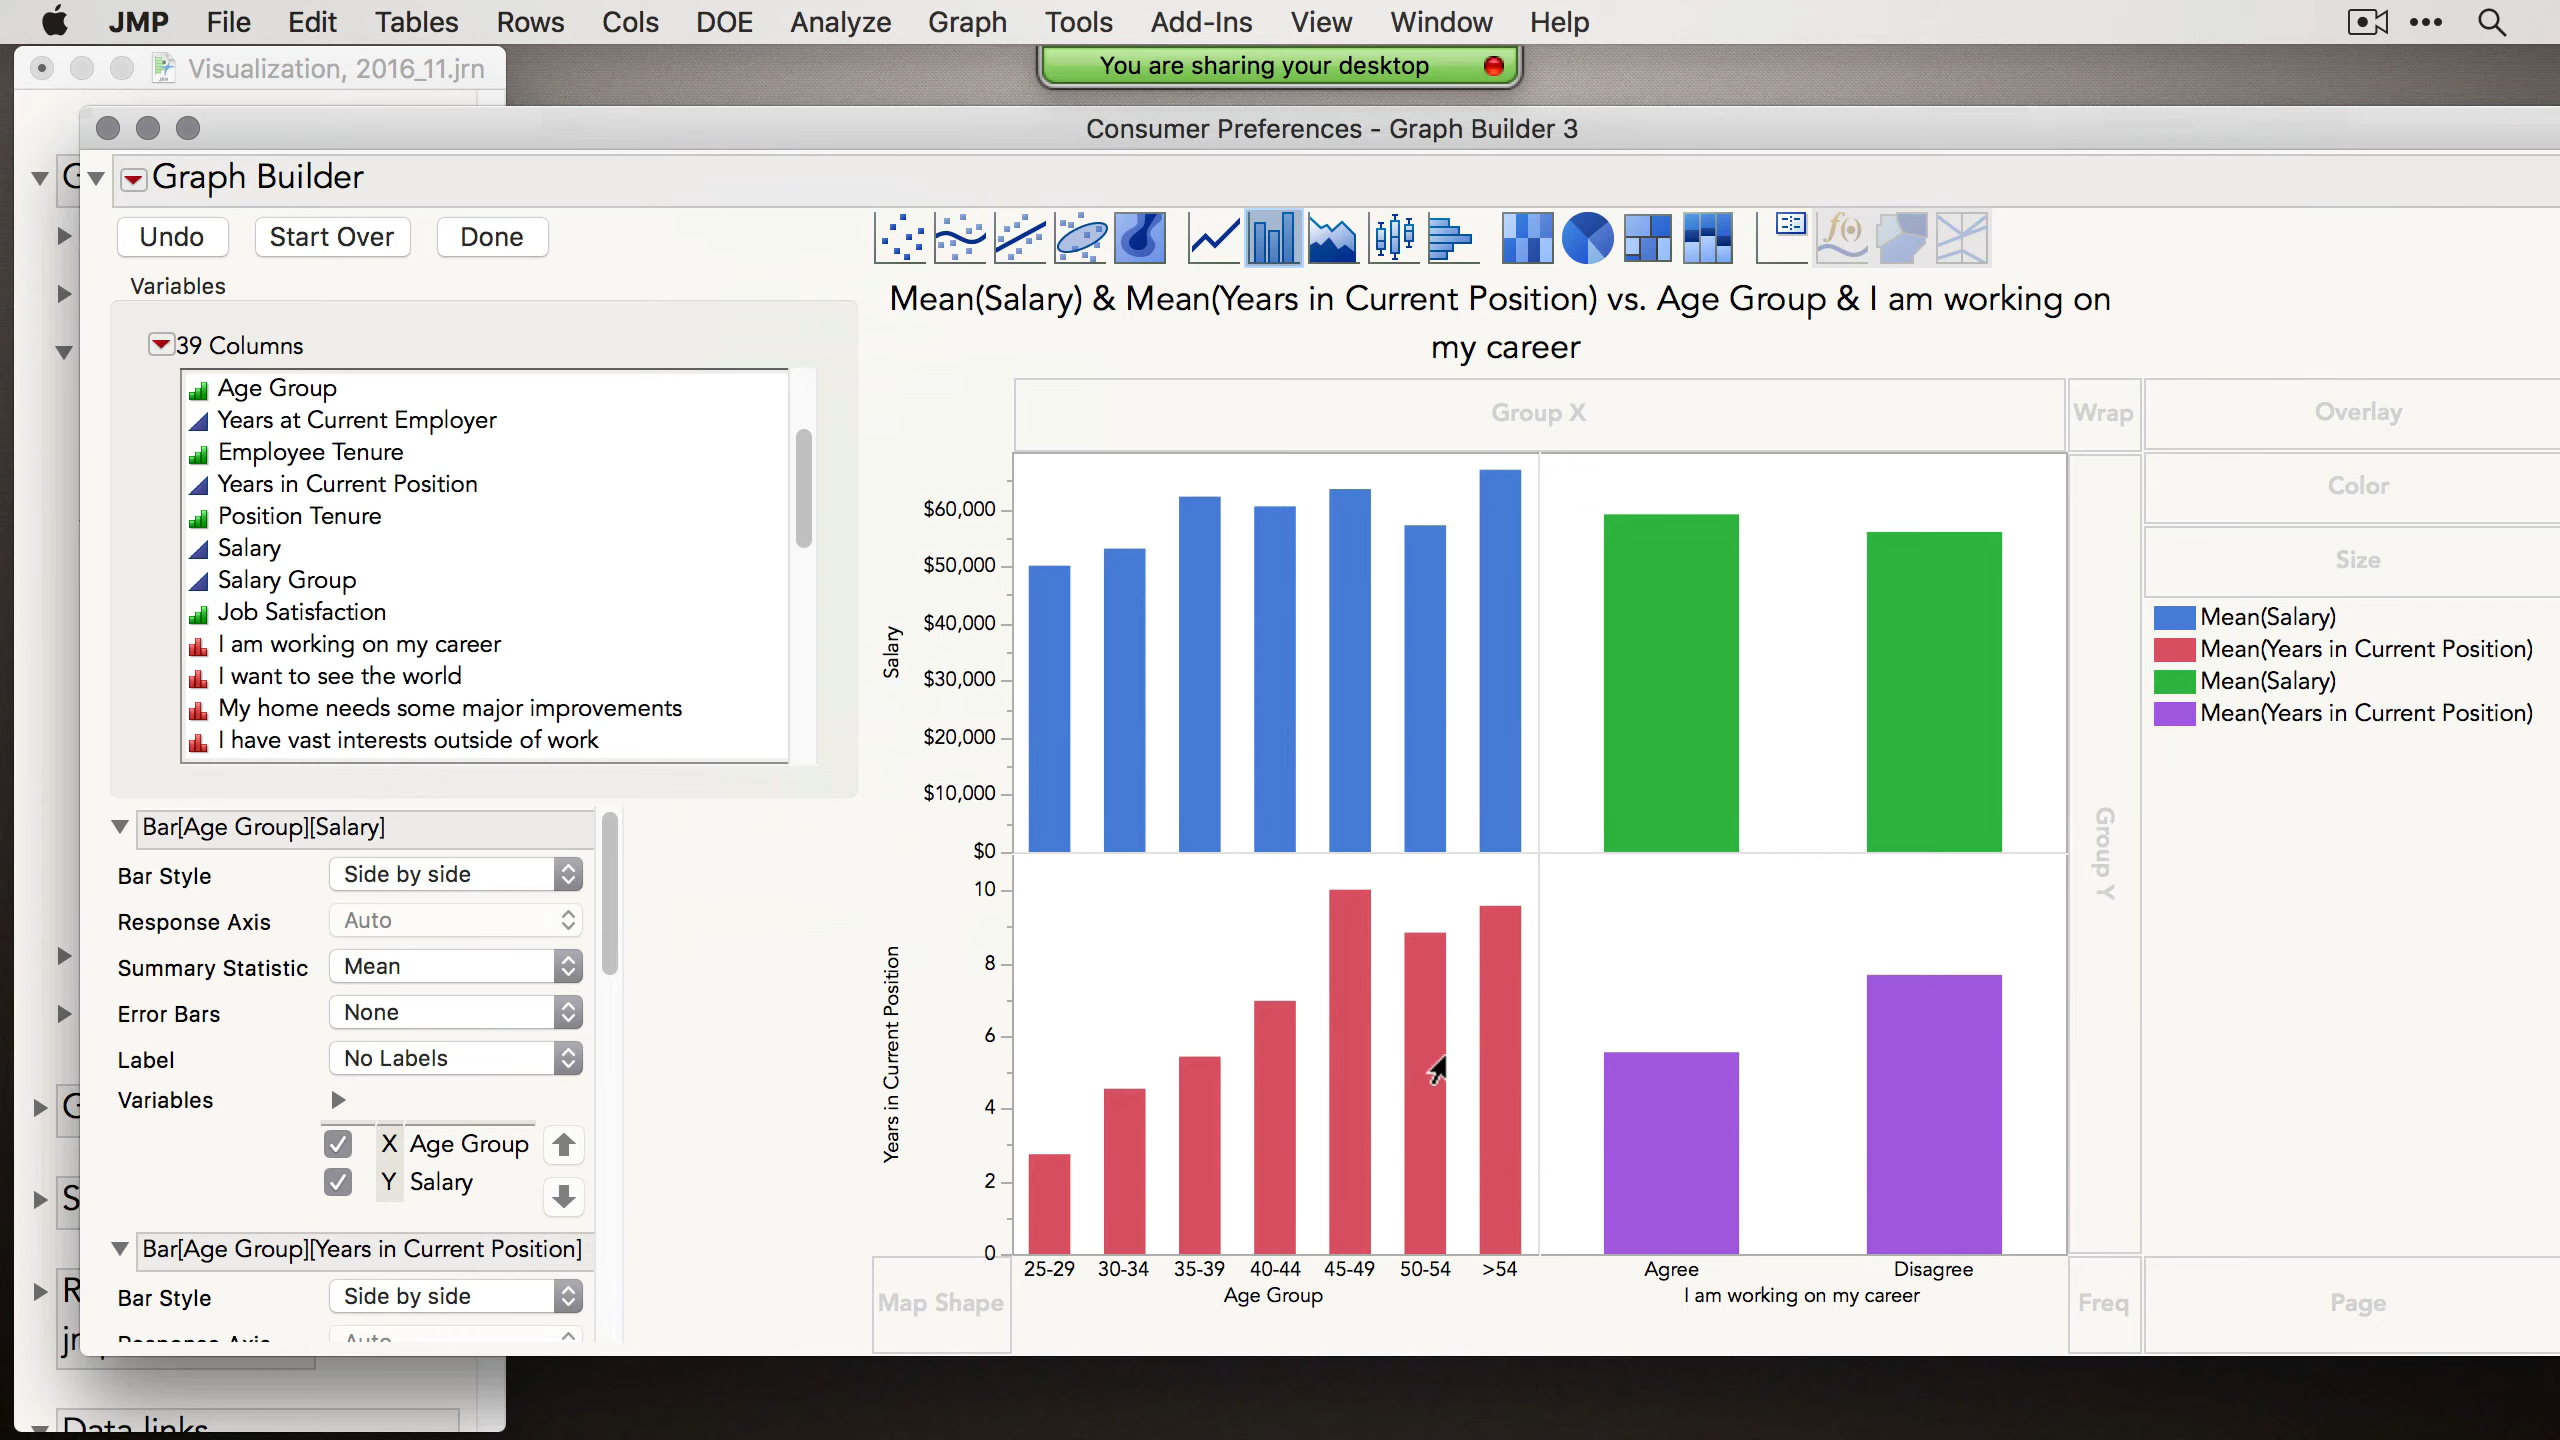 JMP File Edit Tables Rows Cols DOE Analyze Graph Tools Add-Ins View Window Help
Visualization, 2016_11.jrn
You are sharing your desktop
Consumer Preferences - Graph Builder 3
Graph Builder
Undo Start Over Done
Variables
39 Columns
Age Group
Years at Current Employer
Employee Tenure
Years in Current Position
Position Tenure
Salary
Salary Group
Job Satisfaction
I am working on my career
I want to see the world
My home needs some major improvements
I have vast interests outside of work
Bar[Age Group][Salary]
Bar Style Side by side
Response Axis Auto
Summary Statistic Mean
Error Bars None
Label No Labels
Variables
X Age Group
Y Salary
Bar[Age Group][Years in Current Position]
Bar Style Side by side
Response Axis Auto
Mean(Salary) & Mean(Years in Current Position) vs. Age Group & I am working on
my career
Group X
Wrap
Overlay
Color
Size
Mean(Salary)
Mean(Years in Current Position)
Mean(Salary)
Mean(Years in Current Position)
Group Y
Salary
$60,000
$50,000
$40,000
$30,000
$20,000
$10,000
$0
Years in Current Position
10
8
6
4
2
0
25-29 30-34 35-39 40-44 45-49 50-54 >54
Age Group
Agree Disagree
I am working on my career
Map Shape
Freq
Page
Data links